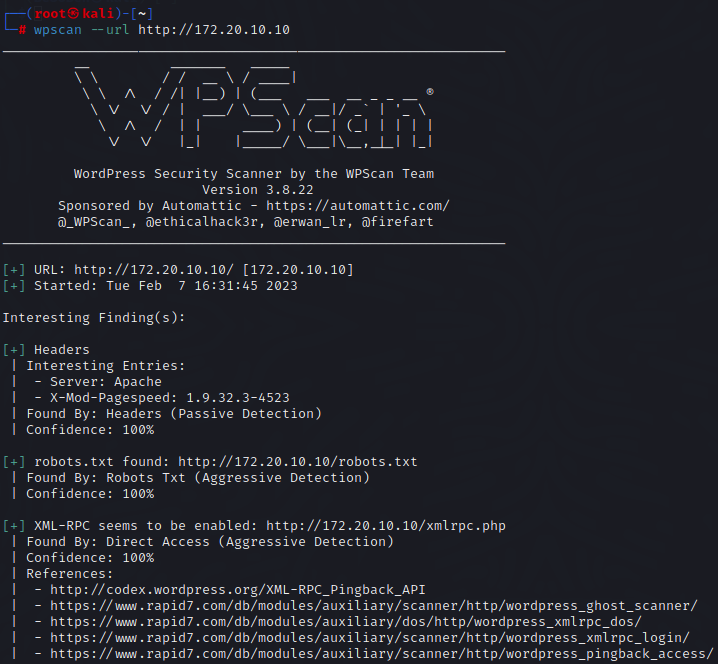 (root㉿kali)-[~]
# wpscan --url http://172.20.10.10
WPScan ®
WordPress Security Scanner by the WPScan Team
Version 3.8.22
Sponsored by Automattic - https://automattic.com/
@_WPScan_, @ethicalhack3r, @erwan_lr, @firefart
[+] URL: http://172.20.10.10/ [172.20.10.10]
[+] Started: Tue Feb  7 16:31:45 2023
Interesting Finding(s):
[+] Headers
| Interesting Entries:
|  - Server: Apache
|  - X-Mod-Pagespeed: 1.9.32.3-4523
| Found By: Headers (Passive Detection)
| Confidence: 100%
[+] robots.txt found: http://172.20.10.10/robots.txt
| Found By: Robots Txt (Aggressive Detection)
| Confidence: 100%
[+] XML-RPC seems to be enabled: http://172.20.10.10/xmlrpc.php
| Found By: Direct Access (Aggressive Detection)
| Confidence: 100%
| References:
|  - http://codex.wordpress.org/XML-RPC_Pingback_API
|  - https://www.rapid7.com/db/modules/auxiliary/scanner/http/wordpress_ghost_scanner/
|  - https://www.rapid7.com/db/modules/auxiliary/dos/http/wordpress_xmlrpc_dos/
|  - https://www.rapid7.com/db/modules/auxiliary/scanner/http/wordpress_xmlrpc_login/
|  - https://www.rapid7.com/db/modules/auxiliary/scanner/http/wordpress_pingback_access/